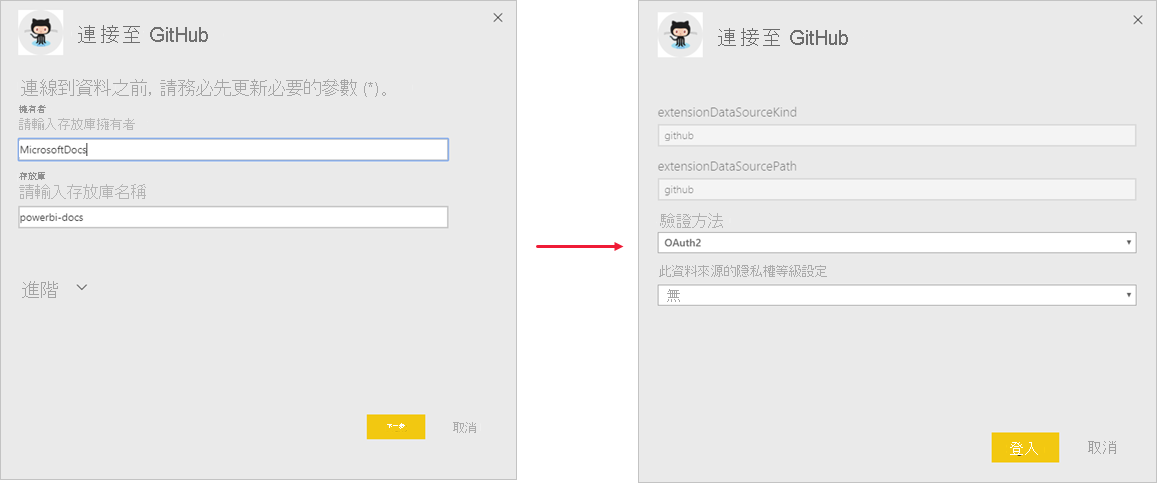 連接至 GitHub
連線到資料之前, 請務必先更新必要的參數 (*)。
擁有者
請輸入存放庫擁有者
MicrosoftDocs
存放庫
請輸入存放庫名稱
powerbi-docs
進階
下一步
取消
連接至 GitHub
extensionDataSourceKind
github
extensionDataSourcePath
github
驗證方法
OAuth2
此資料來源的隱私權等級設定
無
登入
取消